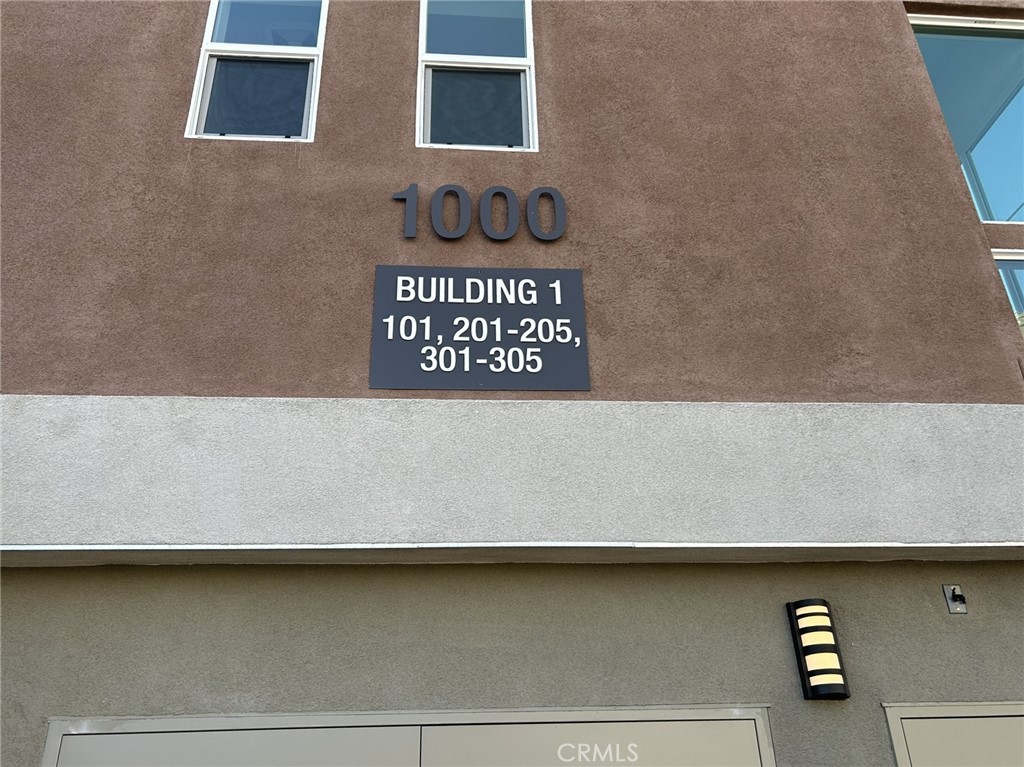 1000
BUILDING 1
101, 201-205,
301-305
CRMLS